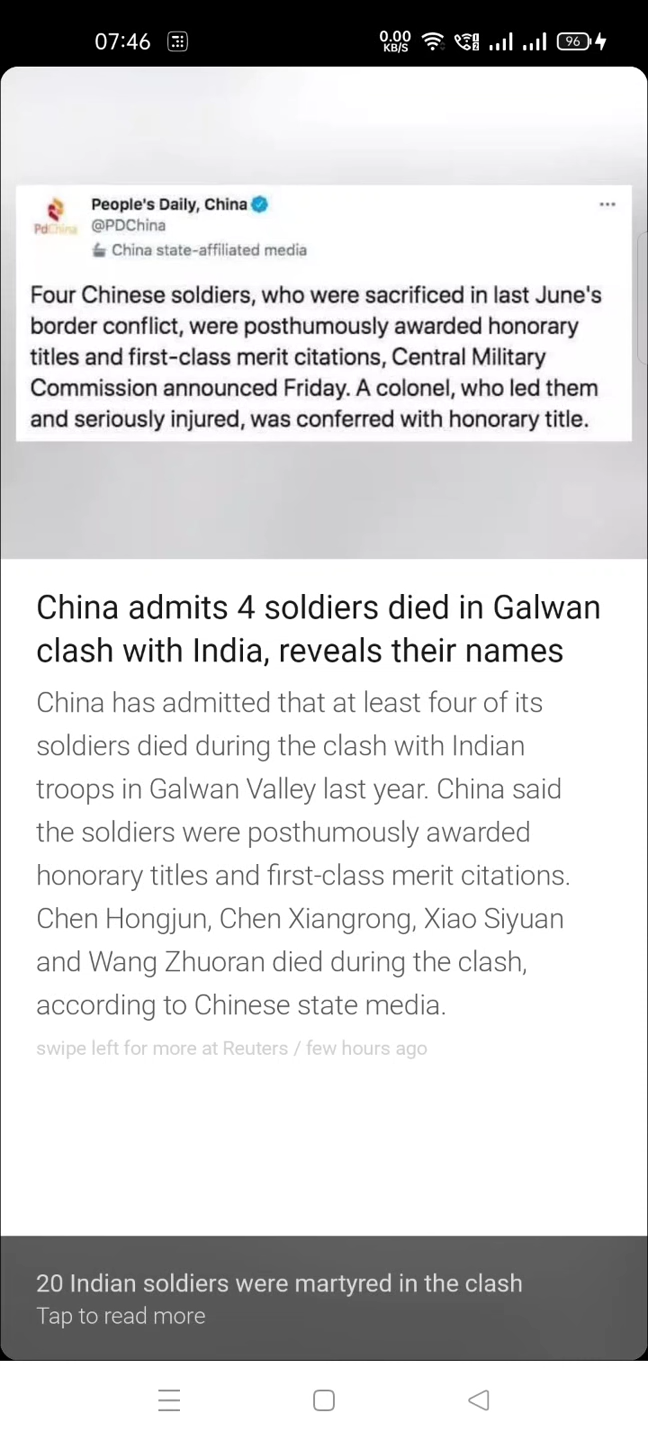 07:46
0.00
KB/S
96
People's Daily, China
@PDChina
China state-affiliated media
PdChina
Four Chinese soldiers, who were sacrificed in last June's
border conflict, were posthumously awarded honorary
titles and first-class merit citations, Central Military
Commission announced Friday. A colonel, who led them
and seriously injured, was conferred with honorary title.
China admits 4 soldiers died in Galwan
clash with India, reveals their names
China has admitted that at least four of its
soldiers died during the clash with Indian
troops in Galwan Valley last year. China said
the soldiers were posthumously awarded
honorary titles and first-class merit citations.
Chen Hongjun, Chen Xiangrong, Xiao Siyuan
and Wang Zhuoran died during the clash,
according to Chinese state media.
swipe left for more at Reuters / few hours ago
20 Indian soldiers were martyred in the clash
Tap to read more